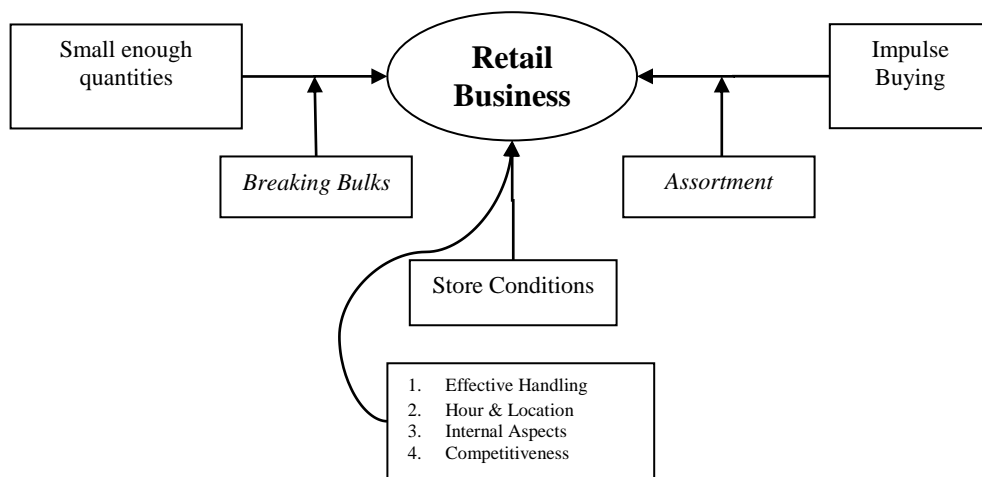 Small enough
quantities
Retail
Business
Impulse
Buying
Breaking Bulks
Assortment
Store Conditions
1. Effective Handling
2. Hour & Location
3. Internal Aspects
4. Competitiveness